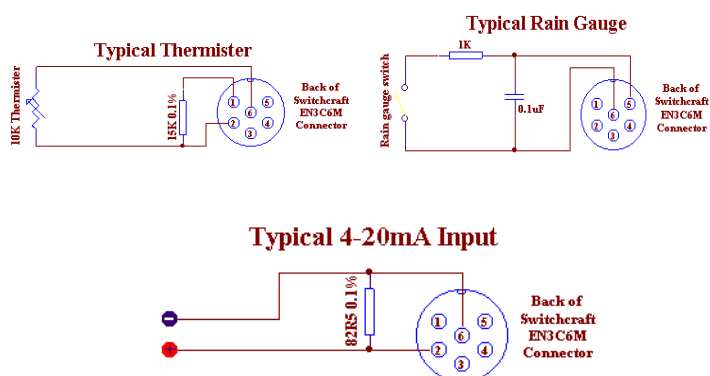 Typical Thermister
10K Thermister
15K 0.1%
1
5
6
2
4
3
Back of
Switchcraft
EN3C6M
Connector
Typical Rain Gauge
1K
Rain gauge switch
0.1uF
1
5
6
2
4
3
Back of
Switchcraft
EN3C6M
Connector
Typical 4-20mA Input
82R5 0.1%
1
5
6
2
4
3
Back of
Switchcraft
EN3C6M
Connector